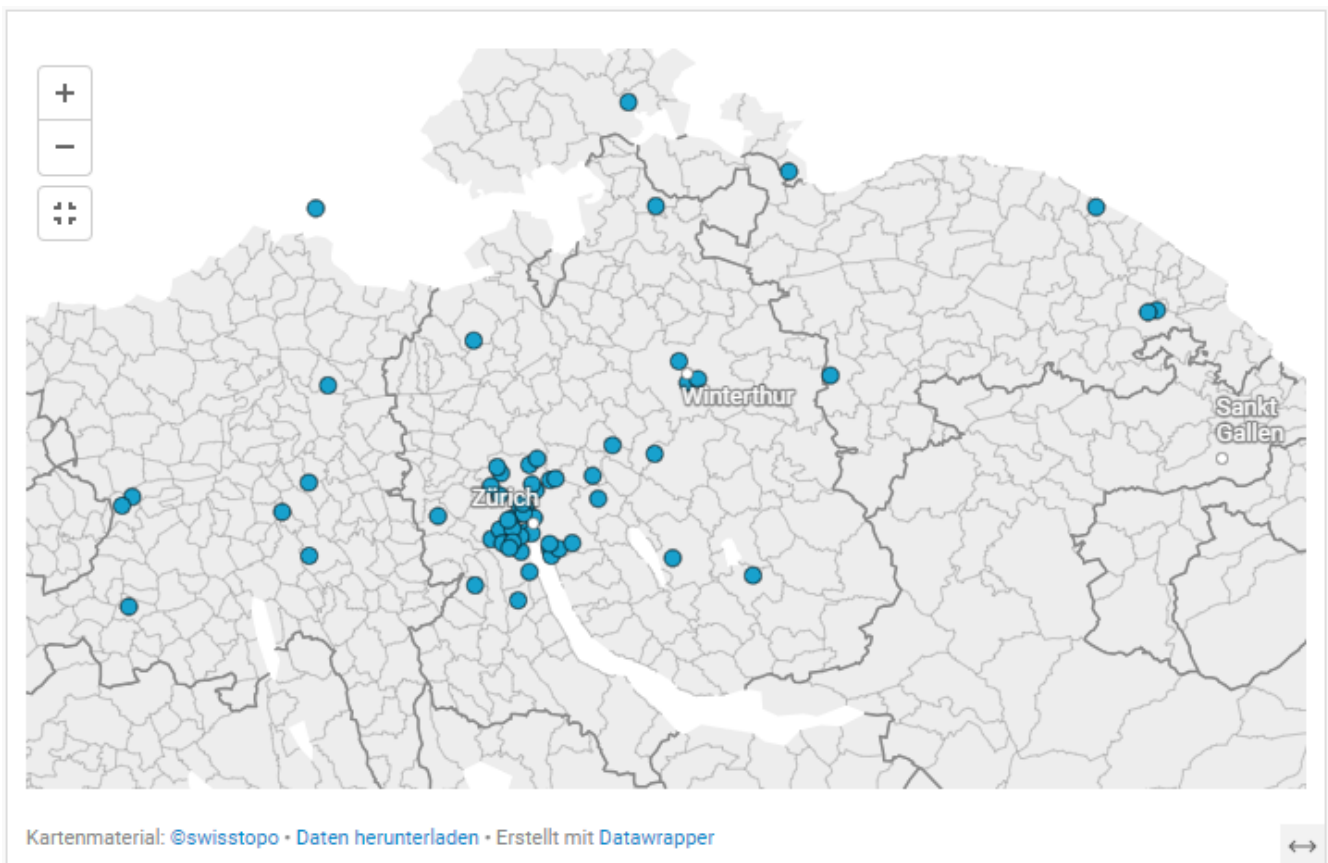 +
−
Winterthur
Sankt
Gallen
Zürich
Kartenmaterial: ©swisstopo • Daten herunterladen • Erstellt mit Datawrapper